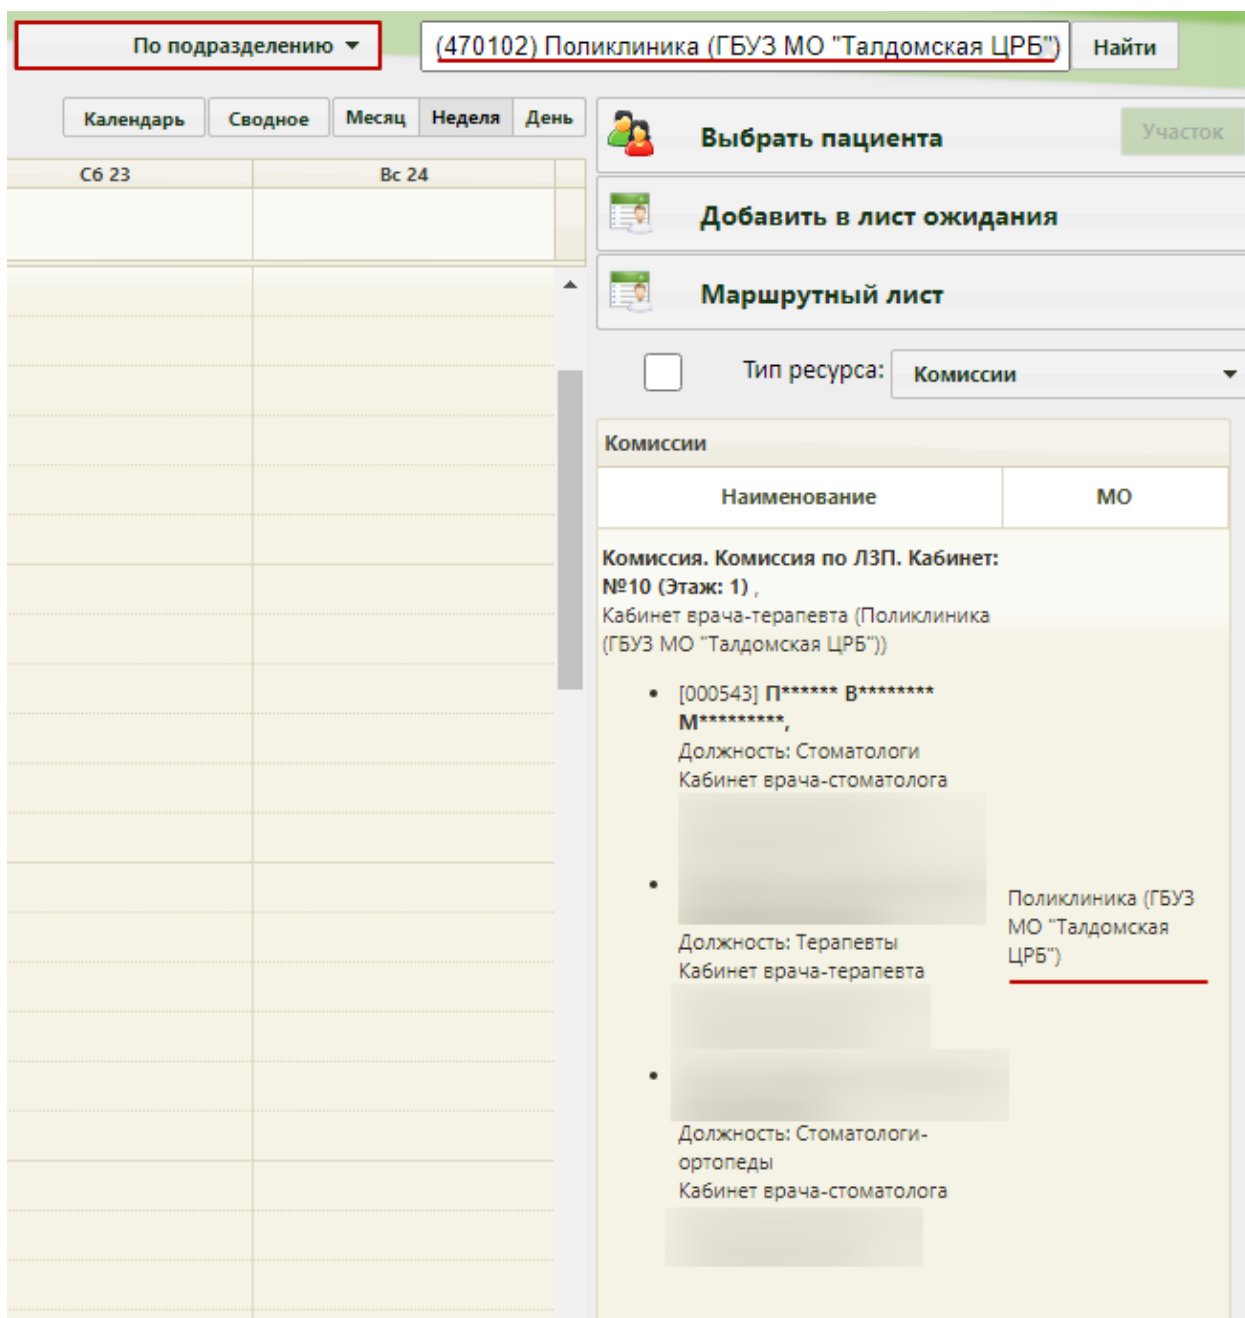 По подразделению
(470102) Поликлиника (ГБУЗ МО "Талдомская ЦРБ")
Найти
Календарь
Сводное
Месяц
Неделя
День
Сб 23
Вс 24
Выбрать пациента
Участок
Добавить в лист ожидания
Маршрутный лист
Тип ресурса:
Комиссии
Комиссии
Наименование
МО
Комиссия. Комиссия по ЛЗП. Кабинет:
№10 (Этаж: 1) ,
Кабинет врача-терапевта (Поликлиника
(ГБУЗ МО "Талдомская ЦРБ"))
• [000543] П****** В********
М*********,
Должность: Стоматологи
Кабинет врача-стоматолога
•
Должность: Терапевты
Кабинет врача-терапевта
•
Должность: Стоматологи-
ортопеды
Кабинет врача-стоматолога
Поликлиника (ГБУЗ
МО "Талдомская
ЦРБ")